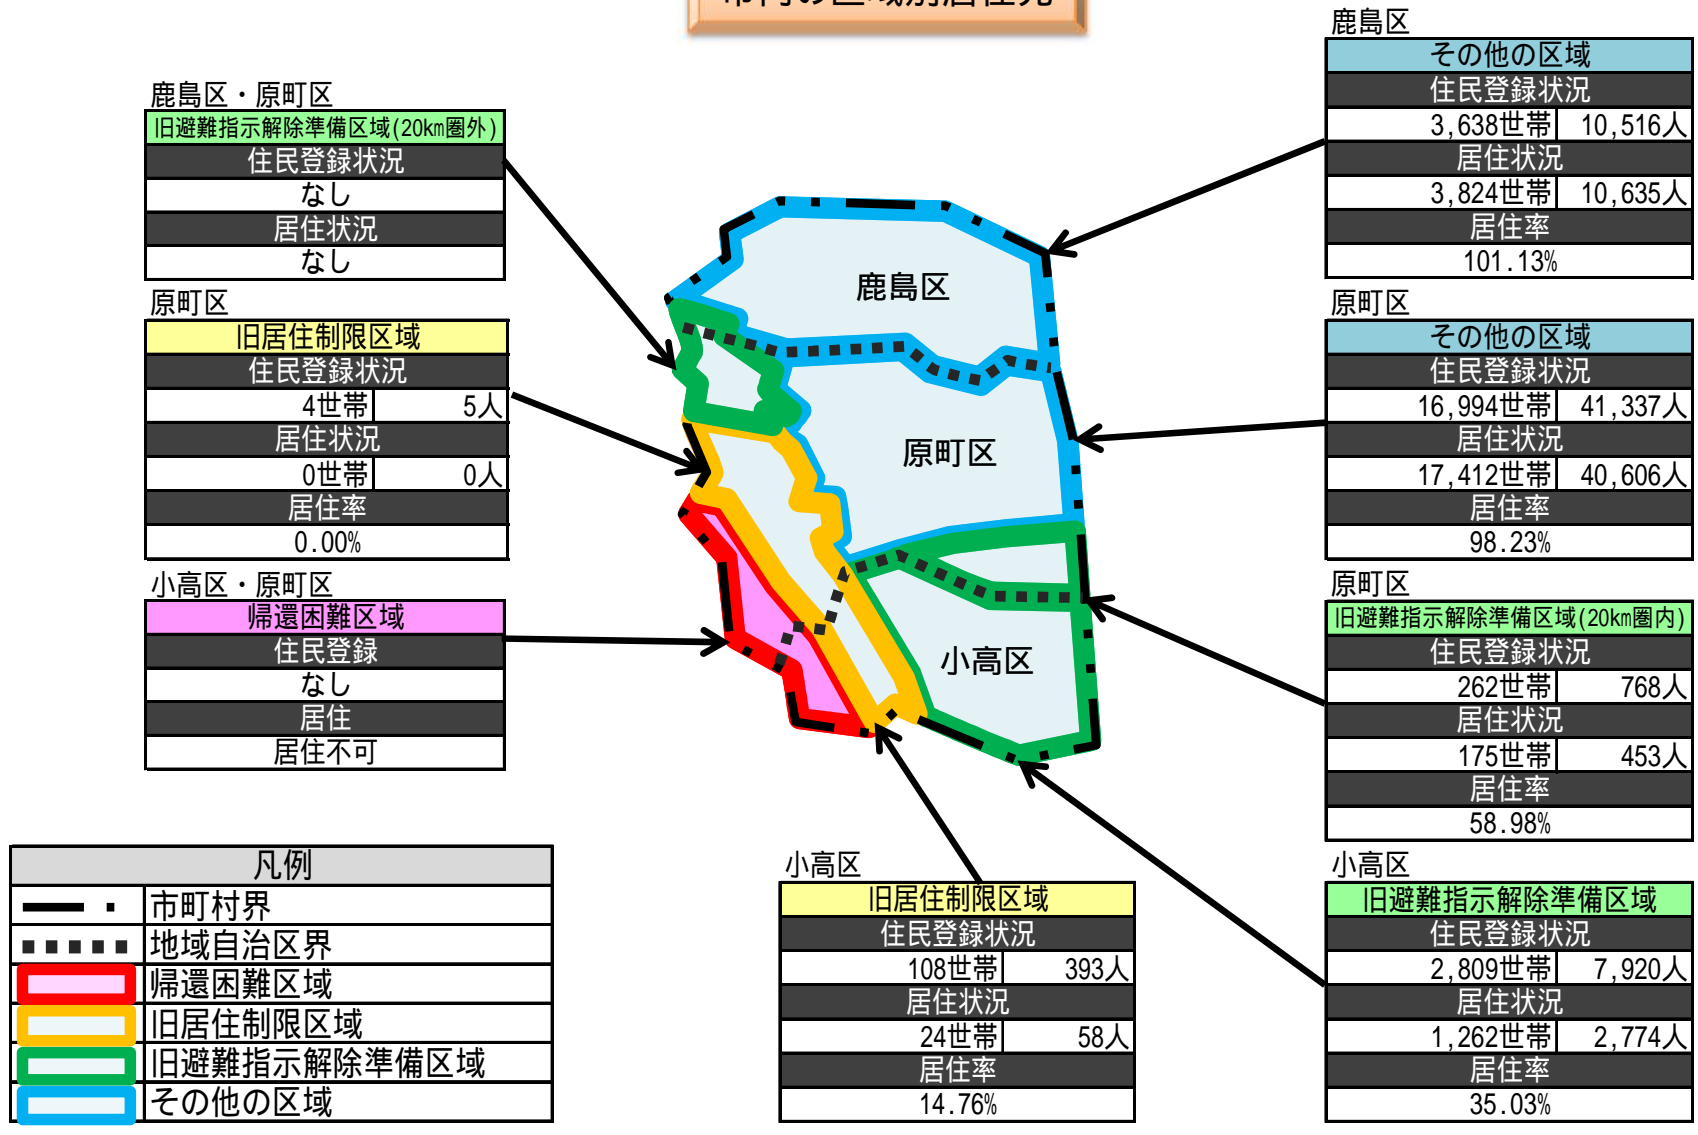 鹿島区・原町区
旧避難指示解除準備区域(20㎞圏外)
住民登録状況
なし
居住状況
なし
原町区
旧居住制限区域
住民登録状況
4世帯 5人
居住状況
0世帯 0人
居住率
0.00%
小高区・原町区
帰還困難区域
住民登録
なし
居住
居住不可
鹿島区
原町区
小高区
鹿島区
その他の区域
住民登録状況
3,638世帯 10,516人
居住状況
3,824世帯 10,635人
居住率
101.13%
原町区
その他の区域
住民登録状況
16,994世帯 41,337人
居住状況
17,412世帯 40,606人
居住率
98.23%
原町区
旧避難指示解除準備区域(20㎞圏内)
住民登録状況
262世帯 768人
居住状況
175世帯 453人
居住率
58.98%
小高区
旧避難指示解除準備区域
住民登録状況
2,809世帯 7,920人
居住状況
1,262世帯 2,774人
居住率
35.03%
小高区
旧居住制限区域
住民登録状況
108世帯 393人
居住状況
24世帯 58人
居住率
14.76%
凡例
市町村界
地域自治区界
帰還困難区域
旧居住制限区域
旧避難指示解除準備区域
その他の区域